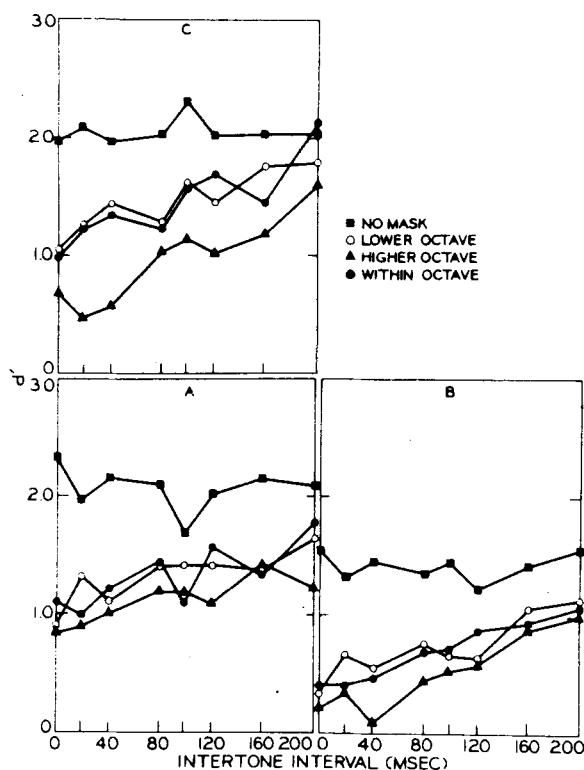 3.0
C
2.0
1.0
.0
NO MASK
LOWER OCTAVE
HIGHER OCTAVE
WITHIN OCTAVE
d'
3.0
A
B
2.0
1.0
0
0 40 80 120 160 200
0 40 80 120 160 200
INTERTONE INTERVAL (MSEC)